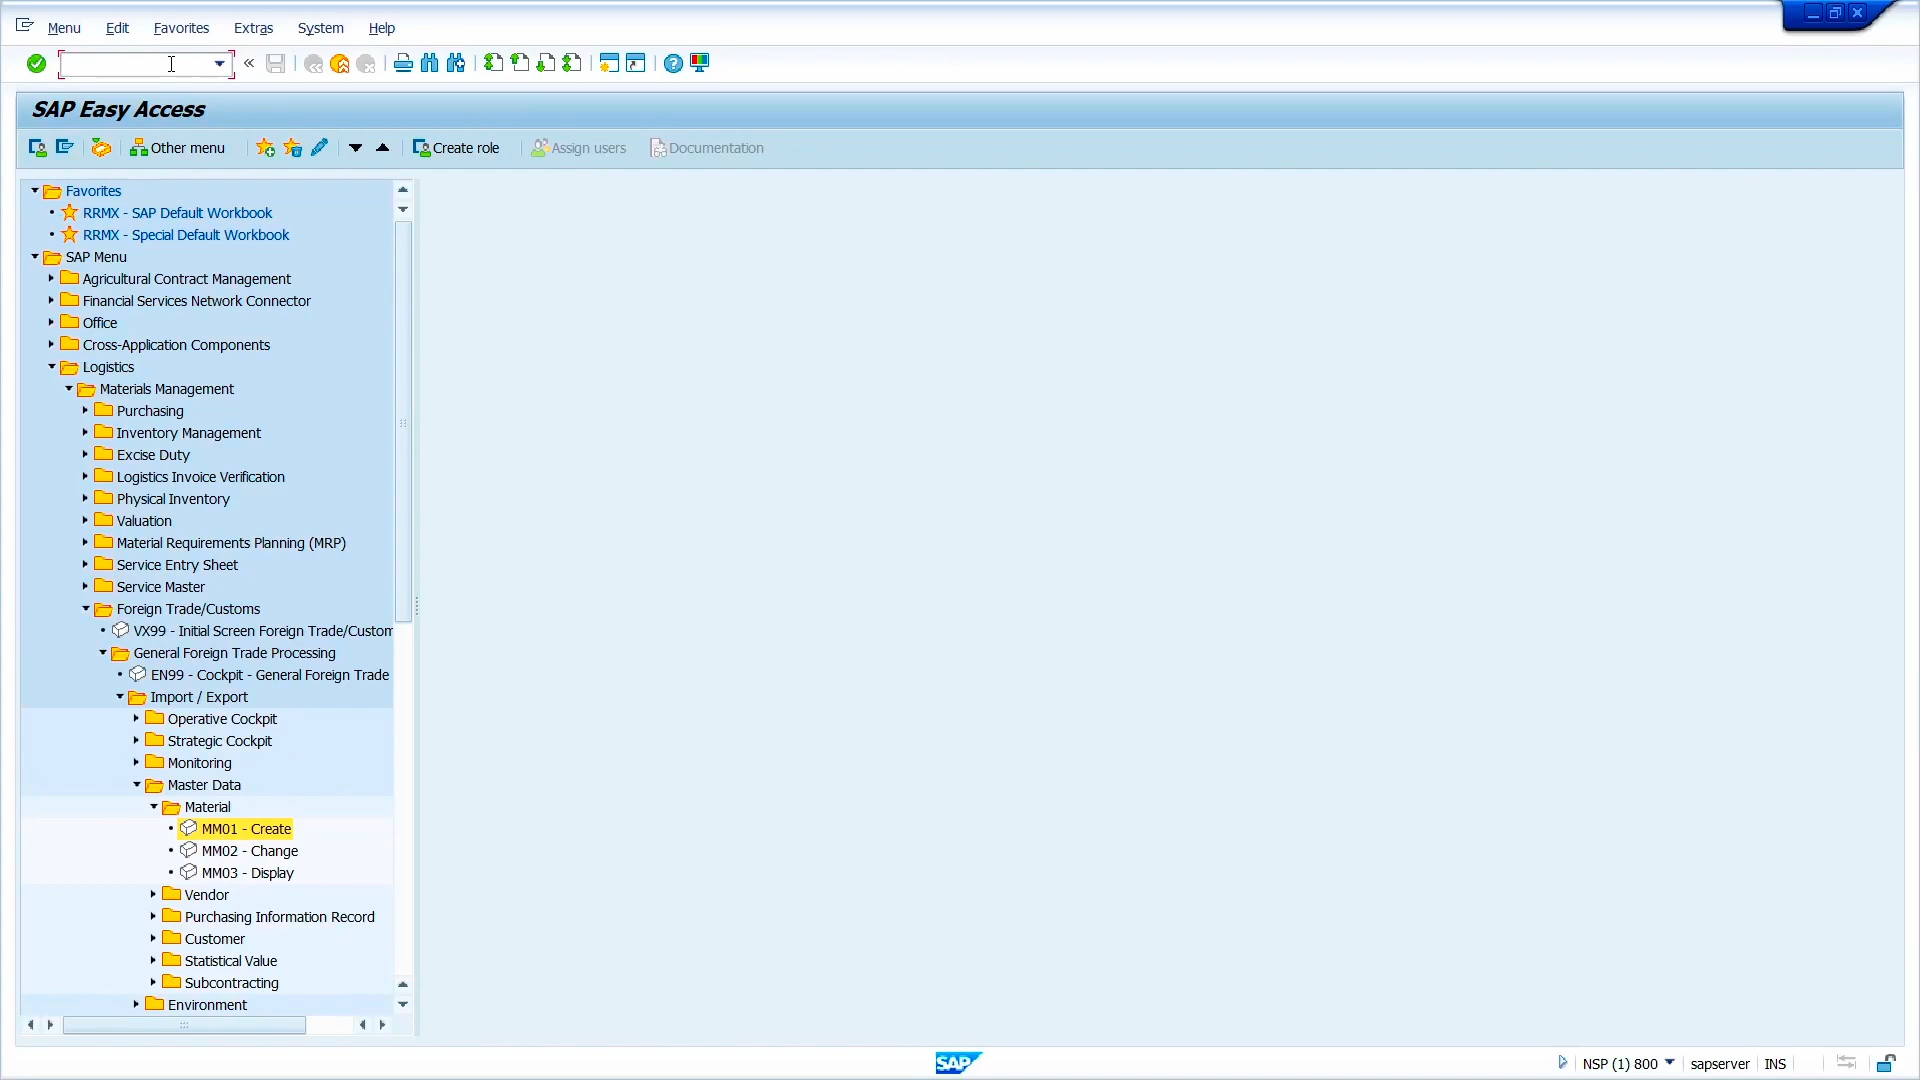 Menu Edit Favorites Extras System Help
SAP Easy Access
Other menu Create role Assign users Documentation
Favorites
RRMX - SAP Default Workbook
RRMX - Special Default Workbook
SAP Menu
Agricultural Contract Management
Financial Services Network Connector
Office
Cross-Application Components
Logistics
Materials Management
Purchasing
Inventory Management
Excise Duty
Logistics Invoice Verification
Physical Inventory
Valuation
Material Requirements Planning (MRP)
Service Entry Sheet
Service Master
Foreign Trade/Customs
VX99 - Initial Screen Foreign Trade/Custom
General Foreign Trade Processing
EN99 - Cockpit - General Foreign Trade
Import / Export
Operative Cockpit
Strategic Cockpit
Monitoring
Master Data
Material
MM01 - Create
MM02 - Change
MM03 - Display
Vendor
Purchasing Information Record
Customer
Statistical Value
Subcontracting
Environment
SAP NSP (1) 800 sapserver INS